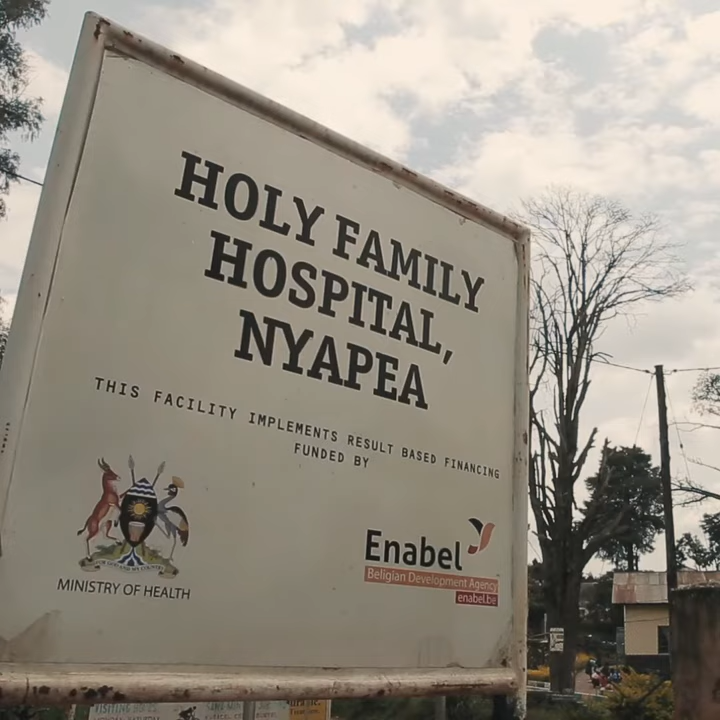 HOLY FAMILY
HOSPITAL,
NYAPEA
THIS FACILITY IMPLEMENTS RESULT BASED FINANCING
FUNDED BY
MINISTRY OF HEALTH
Enabel
Beligian Development Agency
enabel.be
VISITING